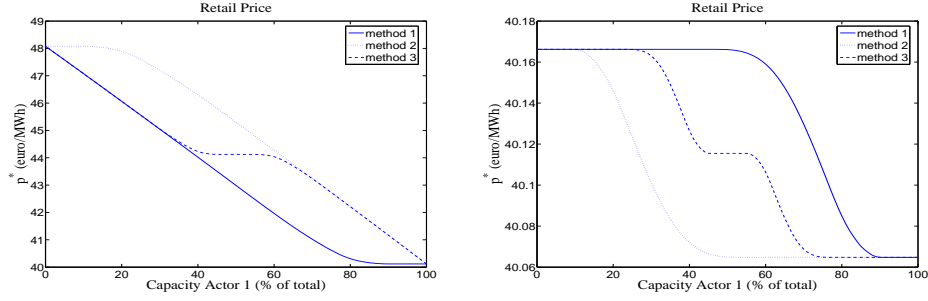 Retail Price
49
48
47
46
45
44
43
42
41
40
0 20 40 60 80 100
p* (euro/MWh)
Capacity Actor 1 (% of total)
method 1
method 2
method 3
Retail Price
40.18
40.16
40.14
40.12
40.1
40.08
40.06
0 20 40 60 80 100
p* (euro/MWh)
Capacity Actor 1 (% of total)
method 1
method 2
method 3